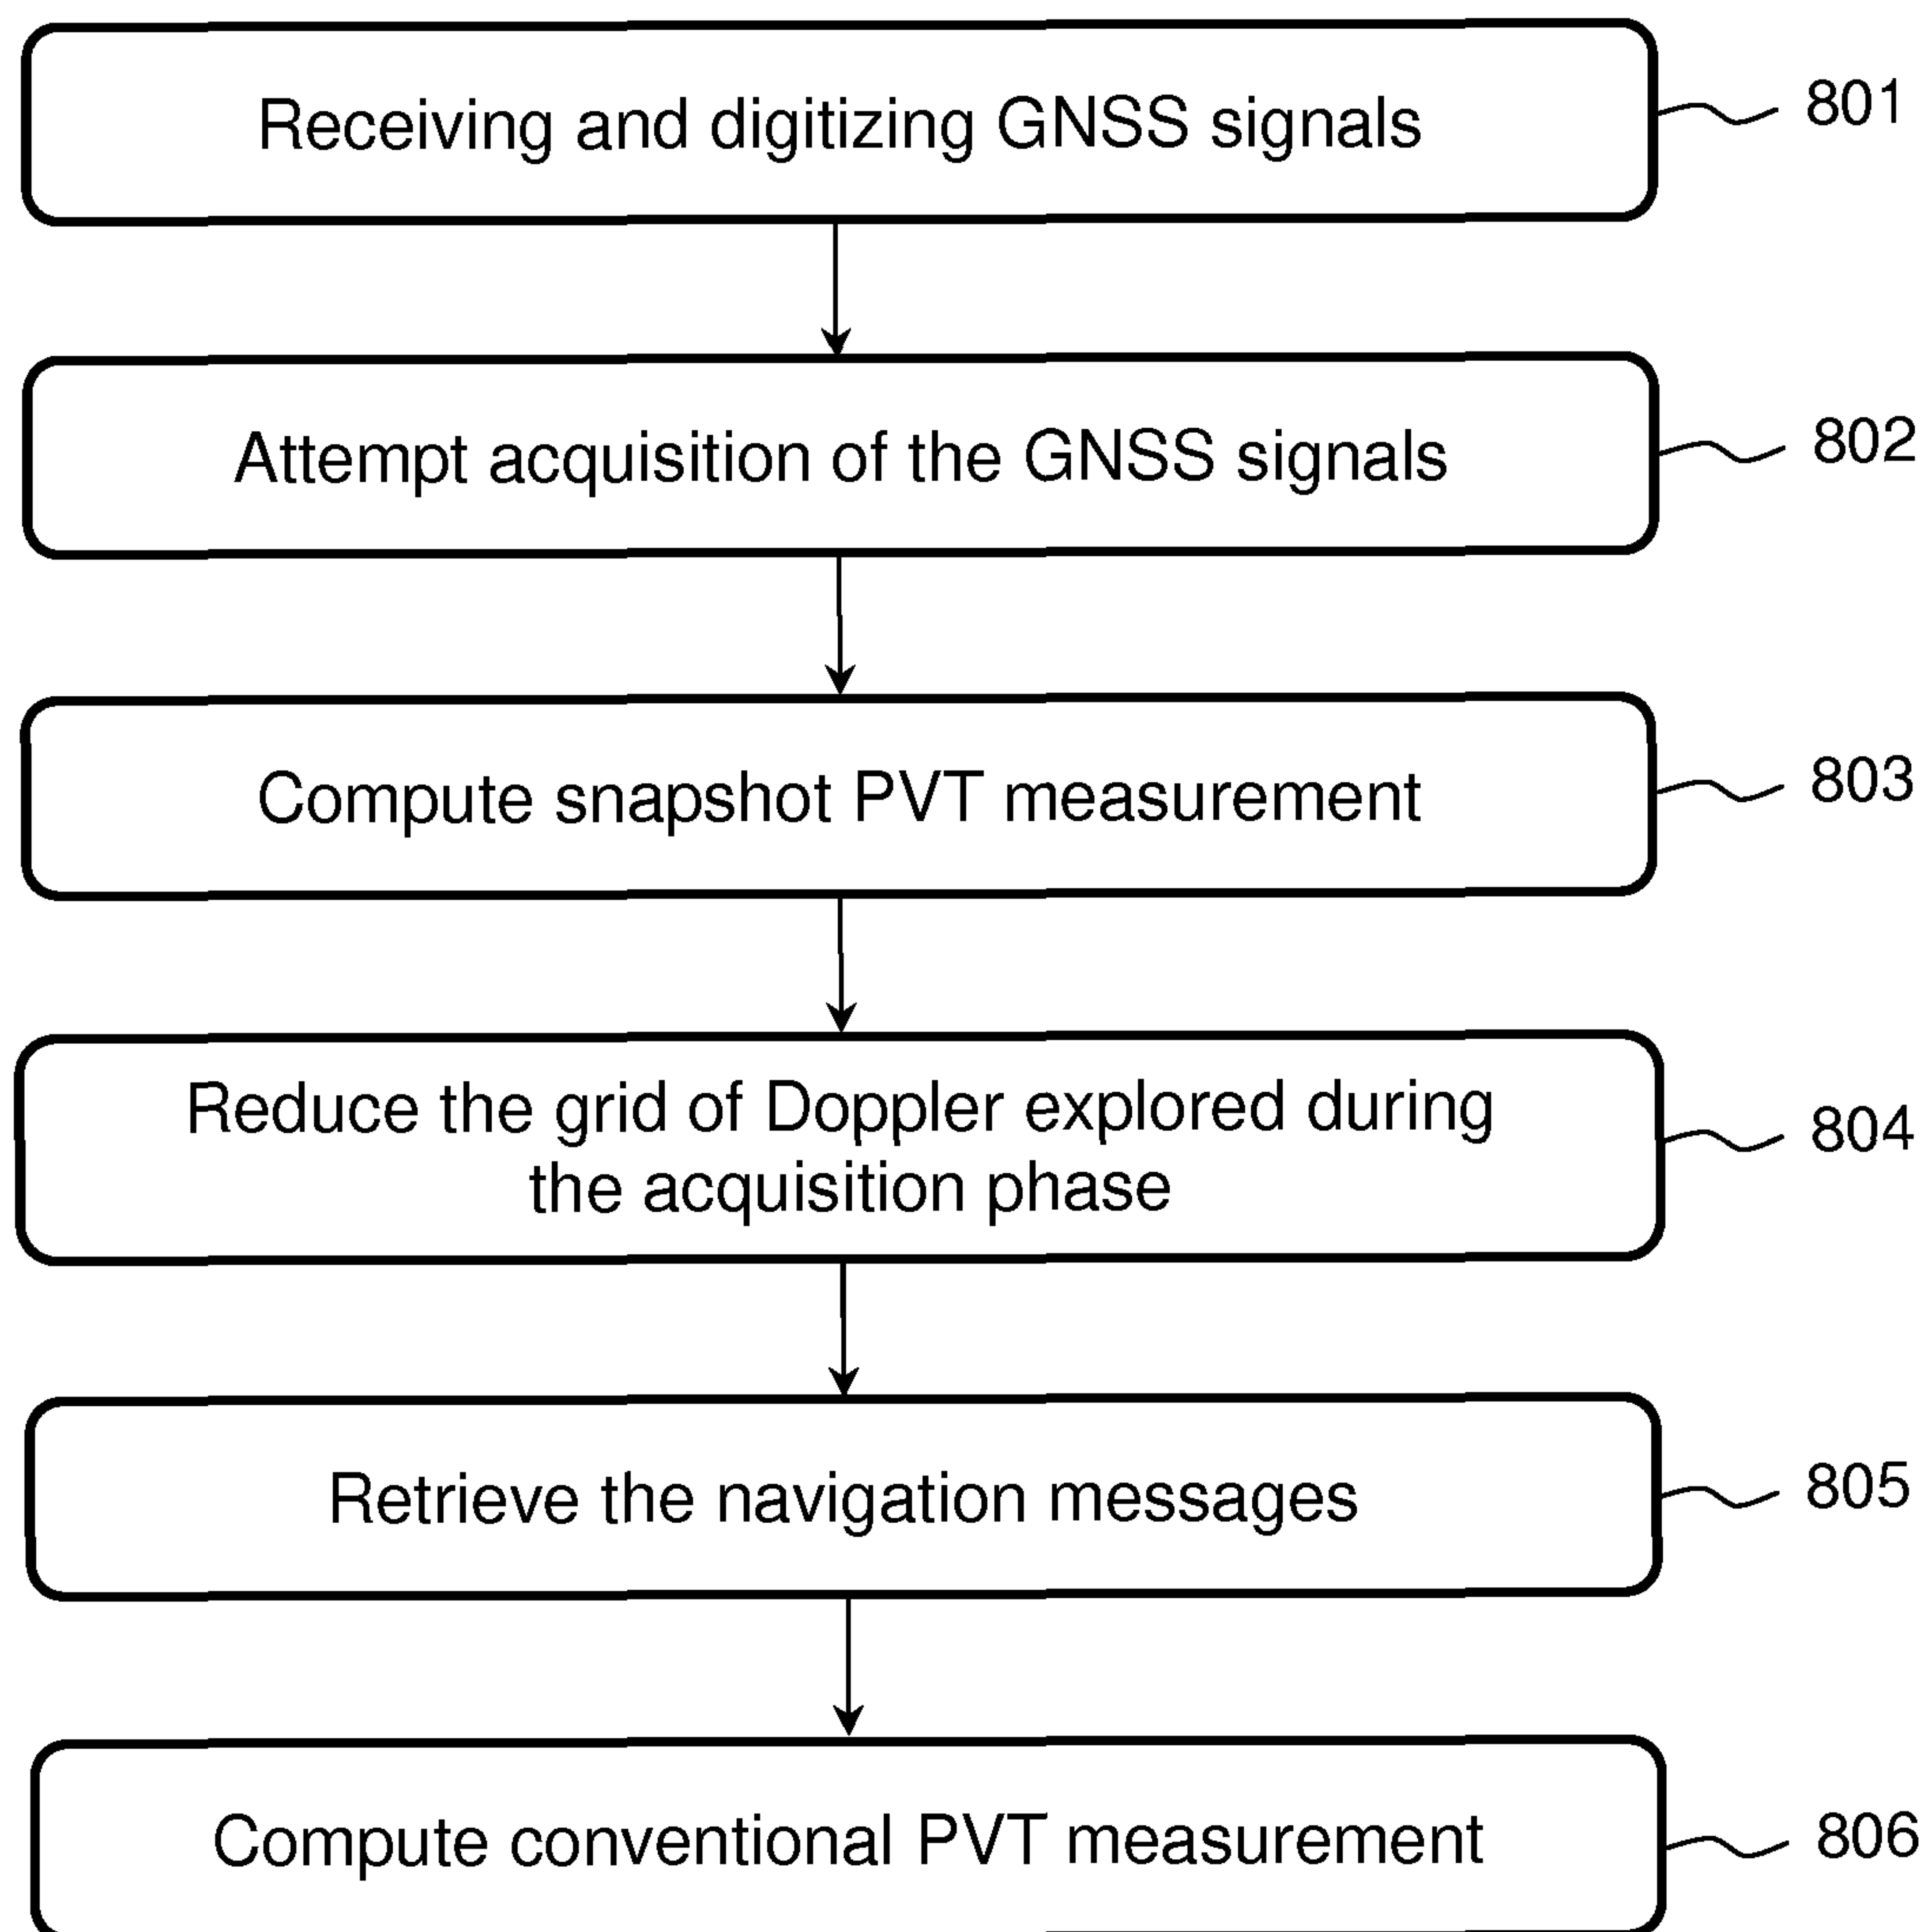 Receiving and digitizing GNSS signals
801
Attempt acquisition of the GNSS signals
802
Compute snapshot PVT measurement
803
Reduce the grid of Doppler explored during
the acquisition phase
804
Retrieve the navigation messages
805
Compute conventional PVT measurement
806